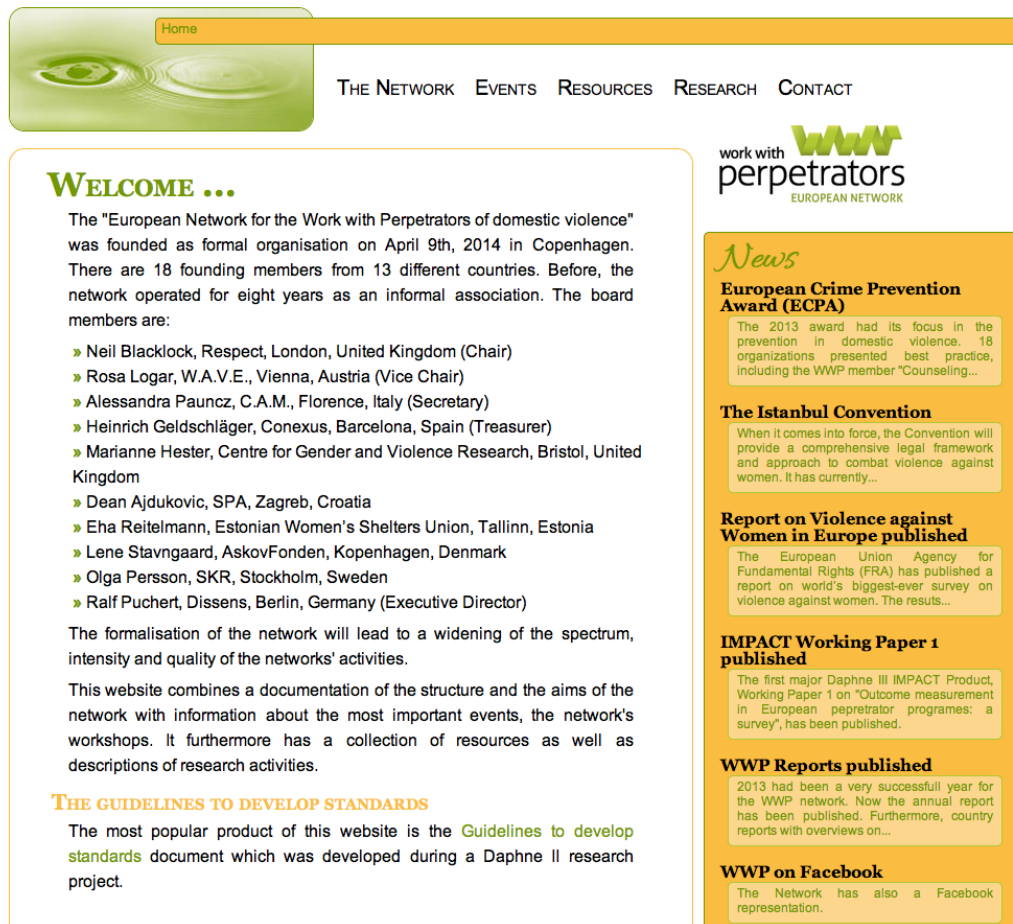 Home
The Network Events Resources Research Contact
work with
perpetrators
EUROPEAN NETWORK
Welcome ...
The "European Network for the Work with Perpetrators of domestic violence"
was founded as formal organisation on April 9th, 2014 in Copenhagen.
There are 18 founding members from 13 different countries. Before, the
network operated for eight years as an informal association. The board
members are:
» Neil Blacklock, Respect, London, United Kingdom (Chair)
» Rosa Logar, W.A.V.E., Vienna, Austria (Vice Chair)
» Alessandra Pauncz, C.A.M., Florence, Italy (Secretary)
» Heinrich Geldschläger, Conexus, Barcelona, Spain (Treasurer)
» Marianne Hester, Centre for Gender and Violence Research, Bristol, United
Kingdom
» Dean Ajdukovic, SPA, Zagreb, Croatia
» Eha Reitelmann, Estonian Women's Shelters Union, Tallinn, Estonia
» Lene Stavngaard, AskovFonden, Kopenhagen, Denmark
» Olga Persson, SKR, Stockholm, Sweden
» Ralf Puchert, Dissens, Berlin, Germany (Executive Director)
The formalisation of the network will lead to a widening of the spectrum,
intensity and quality of the networks' activities.
This website combines a documentation of the structure and the aims of the
network with information about the most important events, the network's
workshops. It furthermore has a collection of resources as well as
descriptions of research activities.
The guidelines to develop standards
The most popular product of this website is the Guidelines to develop
standards document which was developed during a Daphne II research
project.
News
European Crime Prevention
Award (ECPA)
The 2013 award had its focus in the
prevention in domestic violence. 18
organizations presented best practice,
including the WWP member "Counseling...
The Istanbul Convention
When it comes into force, the Convention will
provide a comprehensive legal framework
and approach to combat violence against
women. It has currently...
Report on Violence against
Women in Europe published
The European Union Agency for
Fundamental Rights (FRA) has published a
report on world's biggest-ever survey on
violence against women. The resuts...
IMPACT Working Paper 1
published
The first major Daphne III IMPACT Product,
Working Paper 1 on "Outcome measurement
in European pepretrator programes: a
survey", has been published.
WWP Reports published
2013 had been a very successfull year for
the WWP network. Now the annual report
has been published. Furthermore, country
reports with overviews on...
WWP on Facebook
The Network has also a Facebook
representation.